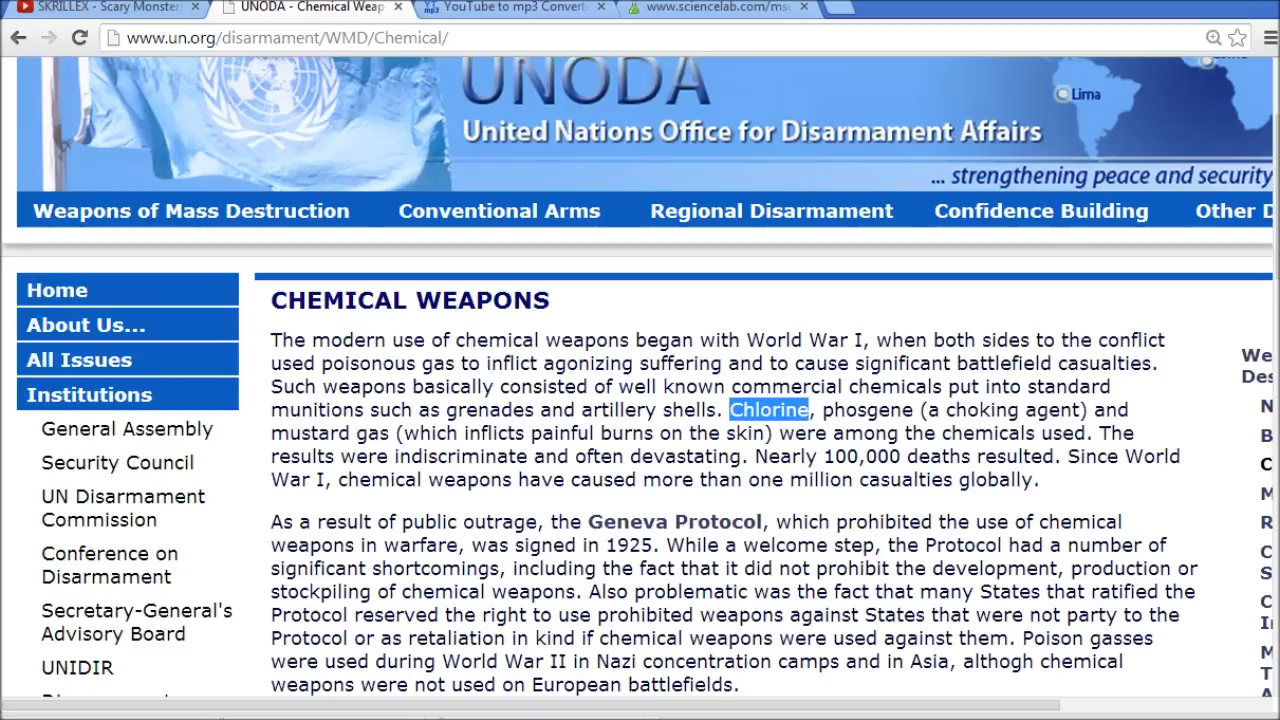 SKRILLEX - Scary Monsters
UNODA - Chemical Weap
YouTube to mp3 Convert
www.sciencelab.com/ms
www.un.org/disarmament/WMD/Chemical/
UNODA
Lima
United Nations Office for Disarmament Affairs
... strengthening peace and security
Weapons of Mass Destruction Conventional Arms Regional Disarmament Confidence Building Other D
Home
About Us...
All Issues
Institutions
General Assembly
Security Council
UN Disarmament
Commission
Conference on
Disarmament
Secretary-General's
Advisory Board
UNIDIR
CHEMICAL WEAPONS
The modern use of chemical weapons began with World War I, when both sides to the conflict
used poisonous gas to inflict agonizing suffering and to cause significant battlefield casualties.
Such weapons basically consisted of well known commercial chemicals put into standard
munitions such as grenades and artillery shells. Chlorine, phosgene (a choking agent) and
mustard gas (which inflicts painful burns on the skin) were among the chemicals used. The
results were indiscriminate and often devastating. Nearly 100,000 deaths resulted. Since World
War I, chemical weapons have caused more than one million casualties globally.
As a result of public outrage, the Geneva Protocol, which prohibited the use of chemical
weapons in warfare, was signed in 1925. While a welcome step, the Protocol had a number of
significant shortcomings, including the fact that it did not prohibit the development, production or
stockpiling of chemical weapons. Also problematic was the fact that many States that ratified the
Protocol reserved the right to use prohibited weapons against States that were not party to the
Protocol or as retaliation in kind if chemical weapons were used against them. Poison gasses
were used during World War II in Nazi concentration camps and in Asia, althogh chemical
weapons were not used on European battlefields.
We
Des
N
B
C
M
R
C
S
C
In
M
T
A